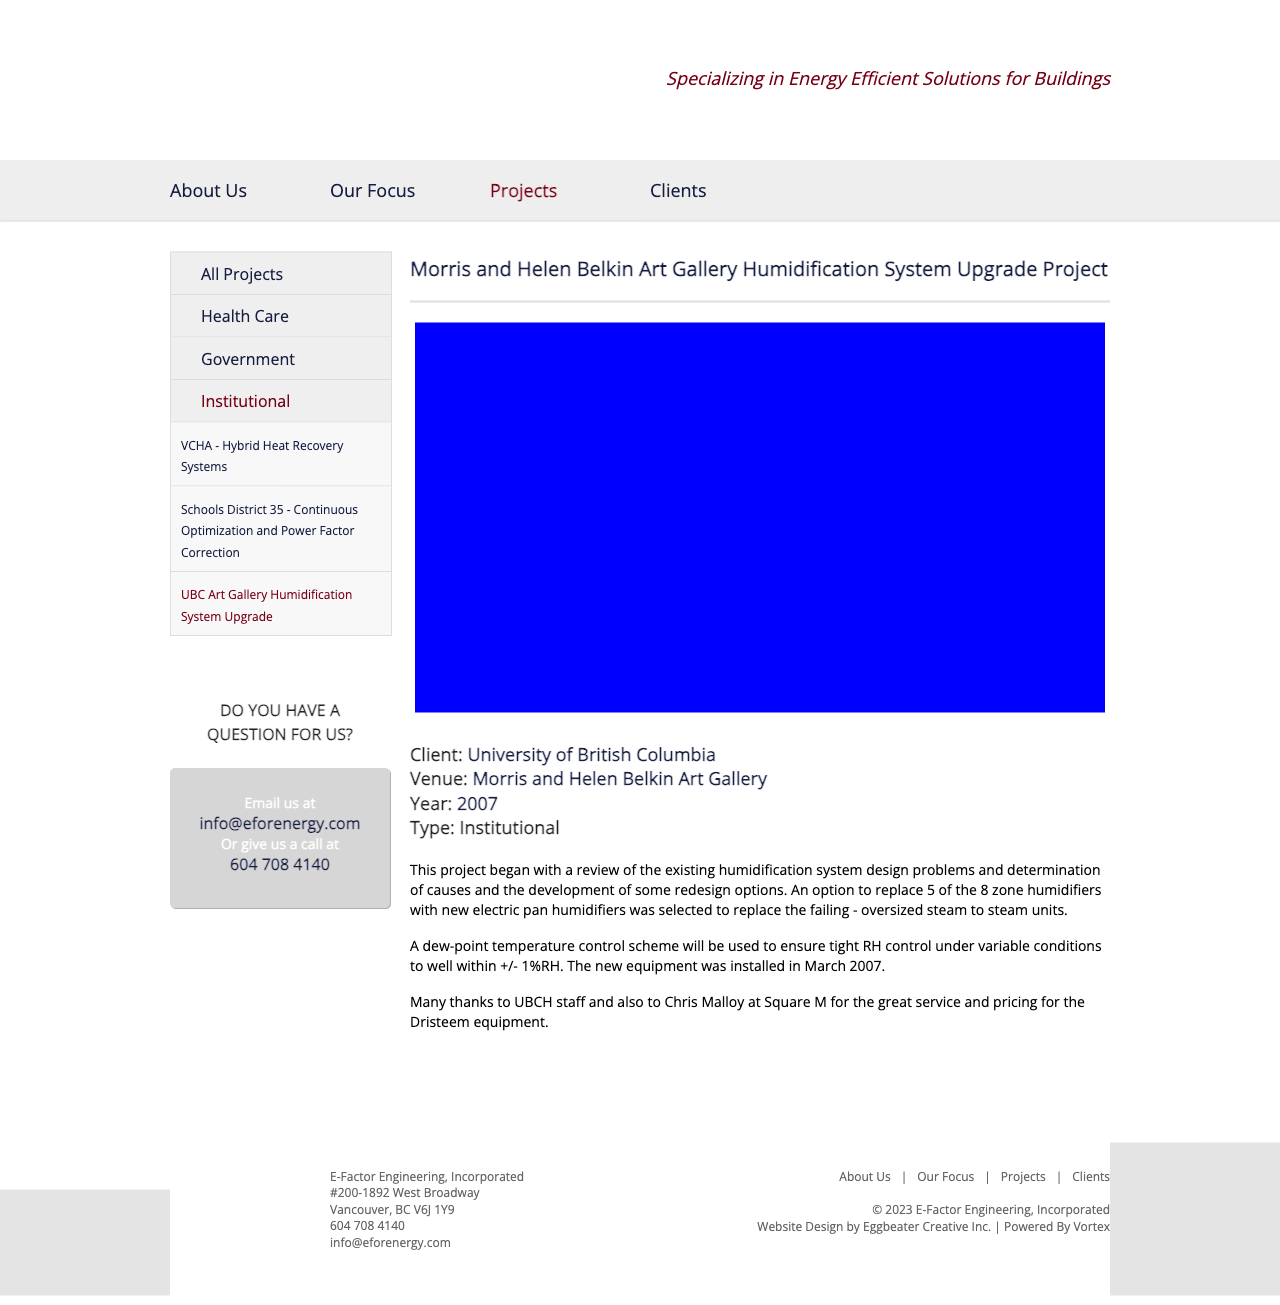 Specializing in Energy Efficient Solutions for Buildings
About Us
Our Focus
Projects
Clients
All Projects
Health Care
Government
Institutional
VCHA - Hybrid Heat Recovery
Systems
Schools District 35 - Continuous
Optimization and Power Factor
Correction
UBC Art Gallery Humidification
System Upgrade
DO YOU HAVE A
QUESTION FOR US?
Email us at
info@eforenergy.com
Or give us a call at
604 708 4140
Morris and Helen Belkin Art Gallery Humidification System Upgrade Project
Client: University of British Columbia
Venue: Morris and Helen Belkin Art Gallery
Year: 2007
Type: Institutional
This project began with a review of the existing humidification system design problems and determination
of causes and the development of some redesign options. An option to replace 5 of the 8 zone humidifiers
with new electric pan humidifiers was selected to replace the failing - oversized steam to steam units.
A dew-point temperature control scheme will be used to ensure tight RH control under variable conditions
to well within +/- 1%RH. The new equipment was installed in March 2007.
Many thanks to UBCH staff and also to Chris Malloy at Square M for the great service and pricing for the
Dristeem equipment.
E-Factor Engineering, Incorporated
#200-1892 West Broadway
Vancouver, BC V6J 1Y9
604 708 4140
info@eforenergy.com
About Us | Our Focus | Projects | Clients
© 2023 E-Factor Engineering, Incorporated
Website Design by Eggbeater Creative Inc. | Powered By Vortex